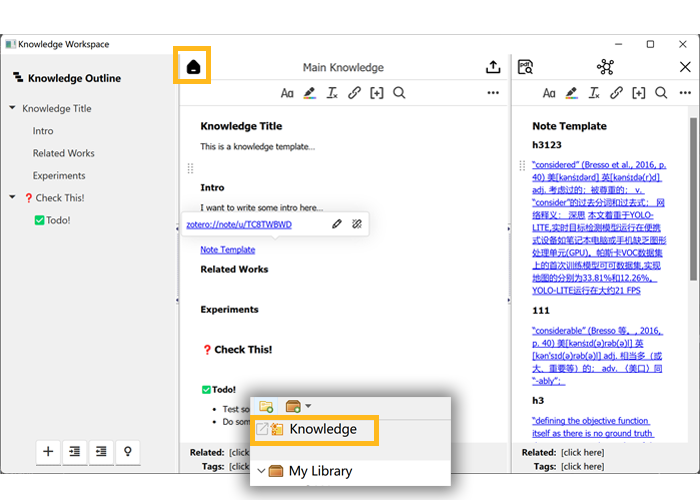 Knowledge Workspace
Knowledge Outline
Knowledge Title
Intro
Related Works
Experiments
❓Check This!
✅Todo!
Main Knowledge
Aa
Knowledge Title
This is a knowledge template...
Intro
I want to write some intro here...
zotero://note/u/TC8TWBWD
Note Template
Related Works
Experiments
❓Check This!
✅Todo!
• Test so
• Do som
Related: [click
Tags: [click
Knowledge
My Library
pdf
Aa
Note Template
h3123
"considered" (Bresso et al., 2016, p.
40) 美[kənsɪdərd] 英[kənsɪdə(r)d]
adj. 考虑过的；被尊重的； v.
"consider"的过去分词和过去式； 网
络释义： 深思 本文着重于YOLO-
LITE,实时目标检测模型运行在便携
式设备如笔记本电脑或手机缺乏图形
处理单元(GPU)。帕斯卡VOC数据集
上的首次训练模型可可数据集,实现
地图的分别为33.81%和12.26%。
YOLO-LITE运行在大约21 FPS
111
"considerable" (Bresso 等。, 2016,
p. 40) 美[kənsɪd(ə)rəb(ə)l] 英
[kən'sɪd(ə)rəb(ə)l] adj. 相当多（或
大、重要等）的； adv. 〈美口〉同
"-ably"；
h3
"defining the objective function
itself as there is no ground truth
Related: [click here]
Tags: [click here]